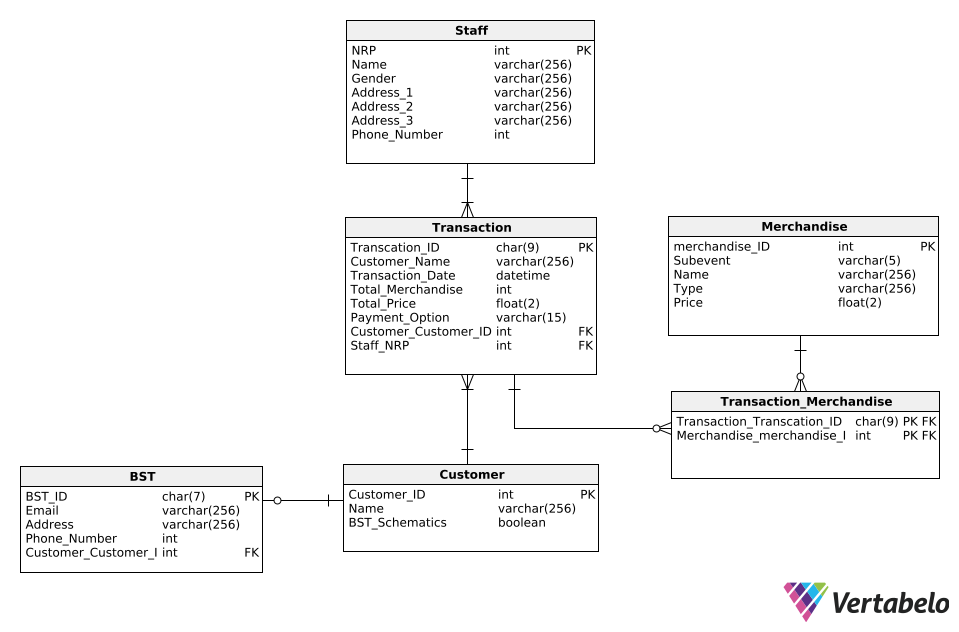 Staff
NRP int PK
Name varchar(256)
Gender varchar(256)
Address_1 varchar(256)
Address_2 varchar(256)
Address_3 varchar(256)
Phone_Number int
Transaction
Transcation_ID char(9) PK
Customer_Name varchar(256)
Transaction_Date datetime
Total_Merchandise int
Total_Price float(2)
Payment_Option varchar(15)
Customer_Customer_ID int FK
Staff_NRP int FK
Merchandise
merchandise_ID int PK
Subevent varchar(5)
Name varchar(256)
Type varchar(256)
Price float(2)
Transaction_Merchandise
Transaction_Transcation_ID char(9) PK FK
Merchandise_merchandise_I int PK FK
BST
BST_ID char(7) PK
Email varchar(256)
Address varchar(256)
Phone_Number int
Customer_Customer_I int FK
Customer
Customer_ID int PK
Name varchar(256)
BST_Schematics boolean
Vertabelo